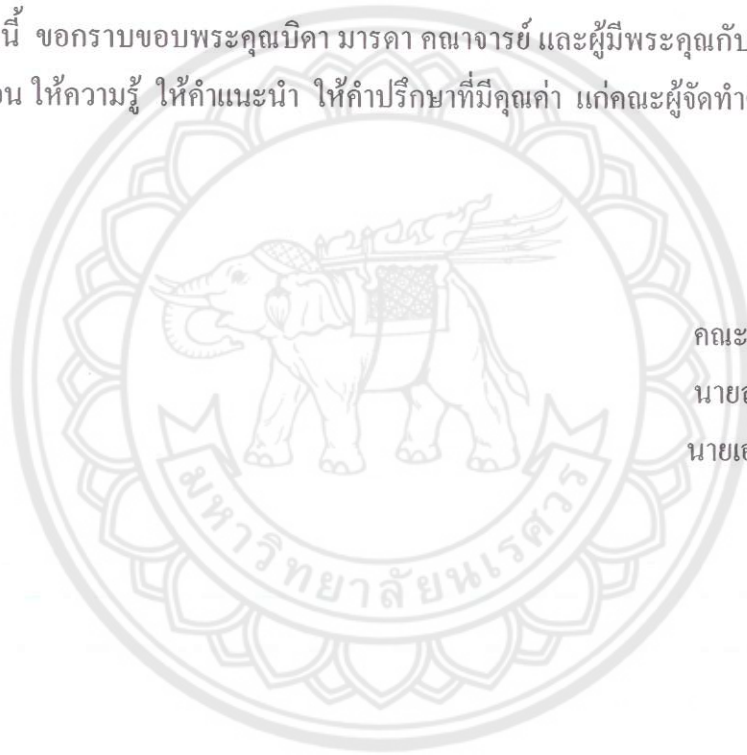 นี้ ขอกราบขอบพระคุณบิดา มารดา คณาจารย์ และผู้มีพระคุณกับ
ให้ความรู้ ให้คำแนะนำ ให้คำปรึกษาที่มีคุณค่า แก่คณะผู้จัดทำ
คณะ
นาย
นาย
มหาวิทยาลัยนเรศวร